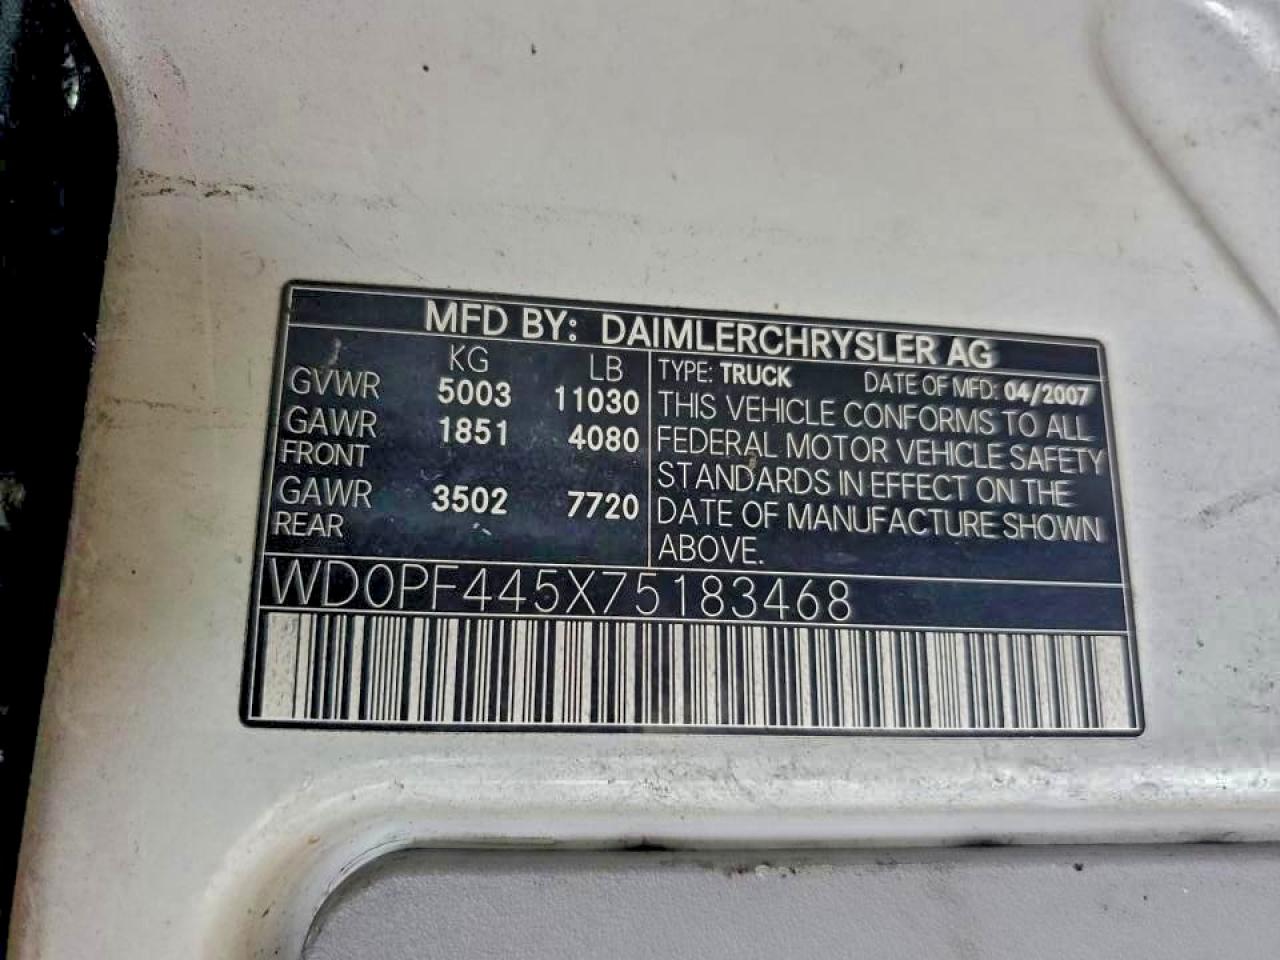 MFD BY: DAIMLERCHRYSLER AG
KG LB
GVWR 5003 11030
GAWR FRONT 1851 4080
GAWR REAR 3502 7720
TYPE: TRUCK DATE OF MFD: 04/2007
THIS VEHICLE CONFORMS TO ALL
FEDERAL MOTOR VEHICLE SAFETY
STANDARDS IN EFFECT ON THE
DATE OF MANUFACTURE SHOWN
ABOVE.
WD0PF445X75183468